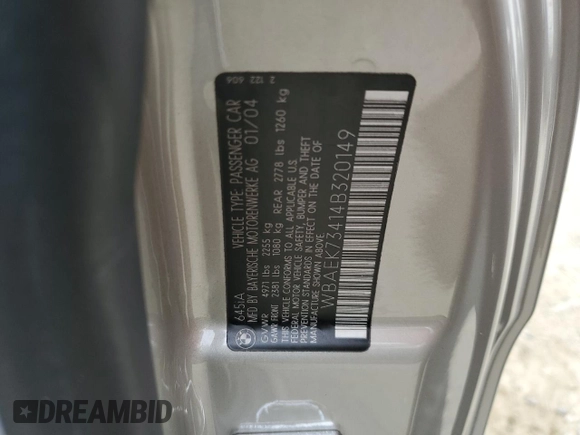 645iA VEHICLE TYPE: PASSENGER CAR
MFD BY BAYERISCHE MOTORENWERKE AG 01/04
GVWR 4971 lbs 2255 kg
GAWR FRONT 2381 lbs 1080 kg REAR 2778 lbs 1260 kg
THIS VEHICLE CONFORMS TO ALL APPLICABLE U.S.
FEDERAL MOTOR VEHICLE SAFETY, BUMPER AND THEFT
PREVENTION STANDARDS IN EFFECT ON THE DATE OF
MANUFACTURE SHOWN ABOVE.
WBAEK73414B320149
BMW
DREAMBID